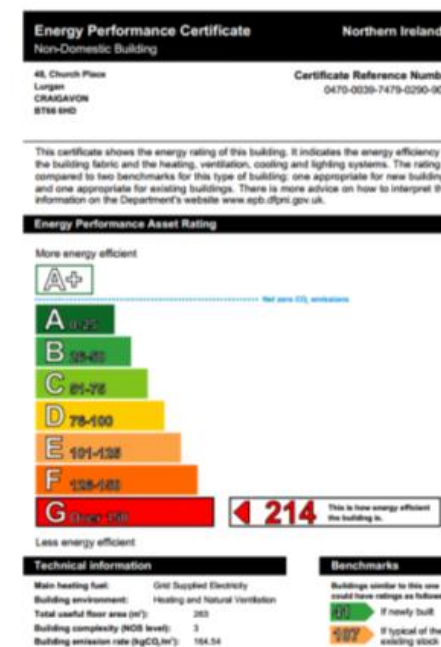 Energy Performance Certificate
Northern Ireland
Non-Domestic Building
48, Church Place
Lurgan
CRAIGAVON
BT66 6HD
Certificate Reference Numb
0470-0039-7479-0290-90
This certificate shows the energy rating of this building. It indicates the energy efficiency
the building fabric and the heating, ventilation, cooling and lighting systems. The rating
compared to two benchmarks for this type of building: one appropriate for new building
and one appropriate for existing buildings. There is more advice on how to interpret th
information on the Department's website www.epb.dfpni.gov.uk.
Energy Performance Asset Rating
More energy efficient
A+
Net zero CO₂ emissions
A 0-25
B 26-50
C 51-75
D 76-100
E 101-125
F 126-150
G Over 150
214
This is how energy efficient
the building is.
Less energy efficient
Technical information
Main heating fuel: Grid Supplied Electricity
Building environment: Heating and Natural Ventilation
Total useful floor area (m²): 263
Building complexity (NOS level): 3
Building emission rate (kgCO₂/m²): 164.54
Benchmarks
Buildings similar to this one
could have ratings as follows
If newly built
107
If typical of the
existing stock